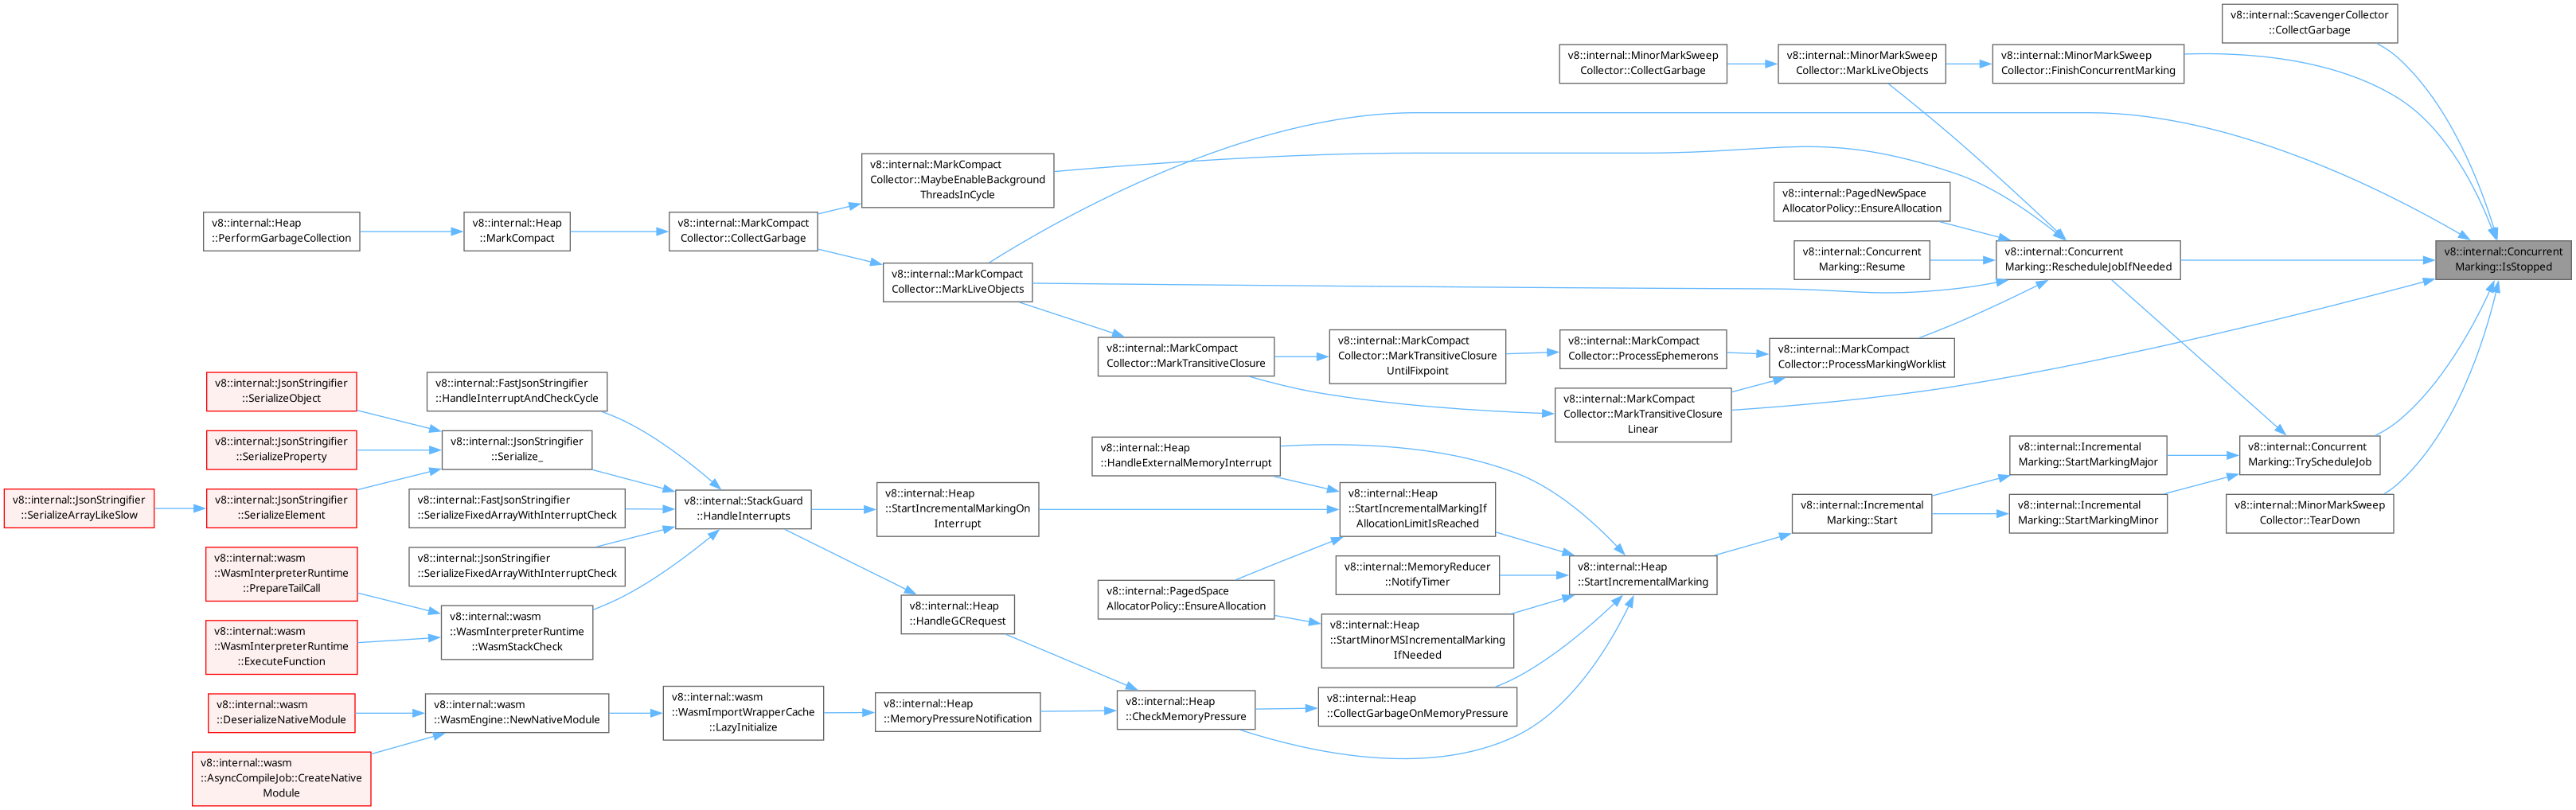 v8::internal::ScavengerCollector
::CollectGarbage
v8::internal::MinorMarkSweep
Collector::CollectGarbage
v8::internal::MinorMarkSweep
Collector::MarkLiveObjects
v8::internal::MinorMarkSweep
Collector::FinishConcurrentMarking
v8::internal::MarkCompact
Collector::MaybeEnableBackground
ThreadsInCycle
v8::internal::PagedNewSpace
AllocatorPolicy::EnsureAllocation
v8::internal::Heap
::PerformGarbageCollection
v8::internal::Heap
::MarkCompact
v8::internal::MarkCompact
Collector::CollectGarbage
v8::internal::Concurrent
Marking::Resume
v8::internal::Concurrent
Marking::RescheduleJobIfNeeded
v8::internal::Concurrent
Marking::IsStopped
v8::internal::MarkCompact
Collector::MarkLiveObjects
v8::internal::MarkCompact
Collector::MarkTransitiveClosure
v8::internal::MarkCompact
Collector::MarkTransitiveClosure
UntilFixpoint
v8::internal::MarkCompact
Collector::ProcessEphemerons
v8::internal::MarkCompact
Collector::ProcessMarkingWorklist
v8::internal::MarkCompact
Collector::MarkTransitiveClosure
Linear
v8::internal::JsonStringifier
::SerializeObject
v8::internal::FastJsonStringifier
::HandleInterruptAndCheckCycle
v8::internal::JsonStringifier
::SerializeProperty
v8::internal::JsonStringifier
::Serialize_
v8::internal::Heap
::HandleExternalMemoryInterrupt
v8::internal::Incremental
Marking::StartMarkingMajor
v8::internal::Concurrent
Marking::TryScheduleJob
v8::internal::JsonStringifier
::SerializeArrayLikeSlow
v8::internal::JsonStringifier
::SerializeElement
v8::internal::FastJsonStringifier
::SerializeFixedArrayWithInterruptCheck
v8::internal::StackGuard
::HandleInterrupts
v8::internal::Heap
::StartIncrementalMarkingOn
Interrupt
v8::internal::Heap
::StartIncrementalMarkingIf
AllocationLimitIsReached
v8::internal::Incremental
Marking::Start
v8::internal::Incremental
Marking::StartMarkingMinor
v8::internal::MinorMarkSweep
Collector::TearDown
v8::internal::wasm
::WasmInterpreterRuntime
::PrepareTailCall
v8::internal::JsonStringifier
::SerializeFixedArrayWithInterruptCheck
v8::internal::MemoryReducer
::NotifyTimer
v8::internal::Heap
::StartIncrementalMarking
v8::internal::PagedSpace
AllocatorPolicy::EnsureAllocation
v8::internal::Heap
::HandleGCRequest
v8::internal::wasm
::WasmInterpreterRuntime
::ExecuteFunction
v8::internal::wasm
::WasmInterpreterRuntime
::WasmStackCheck
v8::internal::Heap
::StartMinorMSIncrementalMarking
IfNeeded
v8::internal::wasm
::DeserializeNativeModule
v8::internal::wasm
::WasmEngine::NewNativeModule
v8::internal::wasm
::WasmImportWrapperCache
::LazyInitialize
v8::internal::Heap
::MemoryPressureNotification
v8::internal::Heap
::CheckMemoryPressure
v8::internal::Heap
::CollectGarbageOnMemoryPressure
v8::internal::wasm
::AsyncCompileJob::CreateNative
Module